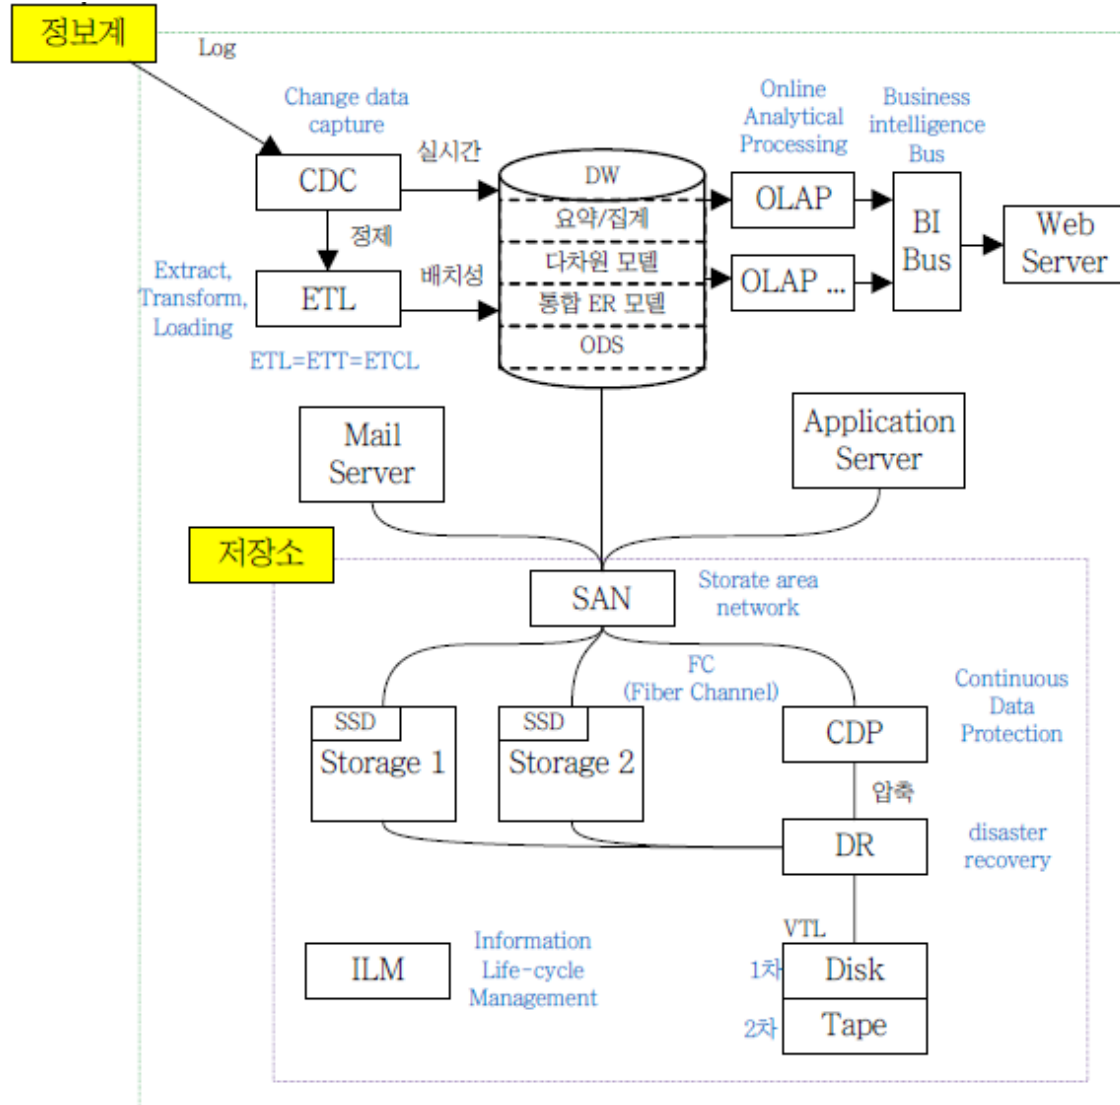 정보계
Log
Change data
capture
CDC
실시간
정제
Extract,
Transform,
Loading
ETL
배치성
ETL=ETT=ETCL
DW
요약/집계
다차원 모델
통합 ER 모델
ODS
Online
Analytical
Processing
OLAP
OLAP ...
Business
intelligence
Bus
BI
Bus
Web
Server
Mail
Server
Application
Server
저장소
SAN
Storate area
network
FC
(Fiber Channel)
SSD
Storage 1
SSD
Storage 2
CDP
Continuous
Data
Protection
압축
DR
disaster
recovery
VTL
1차
Disk
2차
Tape
ILM
Information
Life-cycle
Management